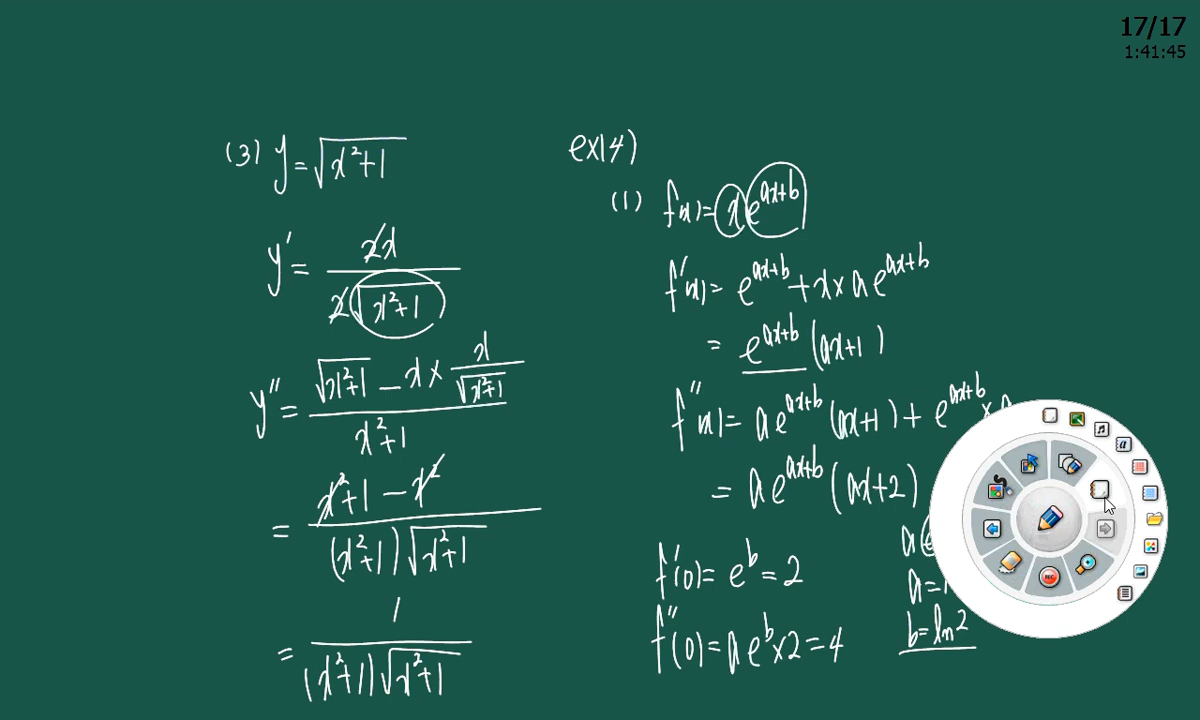 17/17
1:41:45
(3) y = √(x²+1)
y' = 2x / 2√(x²+1)
y'' = (√(x²+1) - x × x/√(x²+1)) / (x²+1)
= (x²+1 - x²) / (x²+1)√(x²+1)
= 1 / (x²+1)√(x²+1)
ex14)
(1) f(x) = x e^(ax+b)
f'(x) = e^(ax+b) + x × a e^(ax+b)
= e^(ax+b) (ax+1)
f''(x) = a e^(ax+b) (ax+1) + e^(ax+b) × a
= a e^(ax+b) (ax+2)
f'(0) = e^b = 2
f''(0) = a e^b × 2 = 4
a
a=1
b = ln2
REC